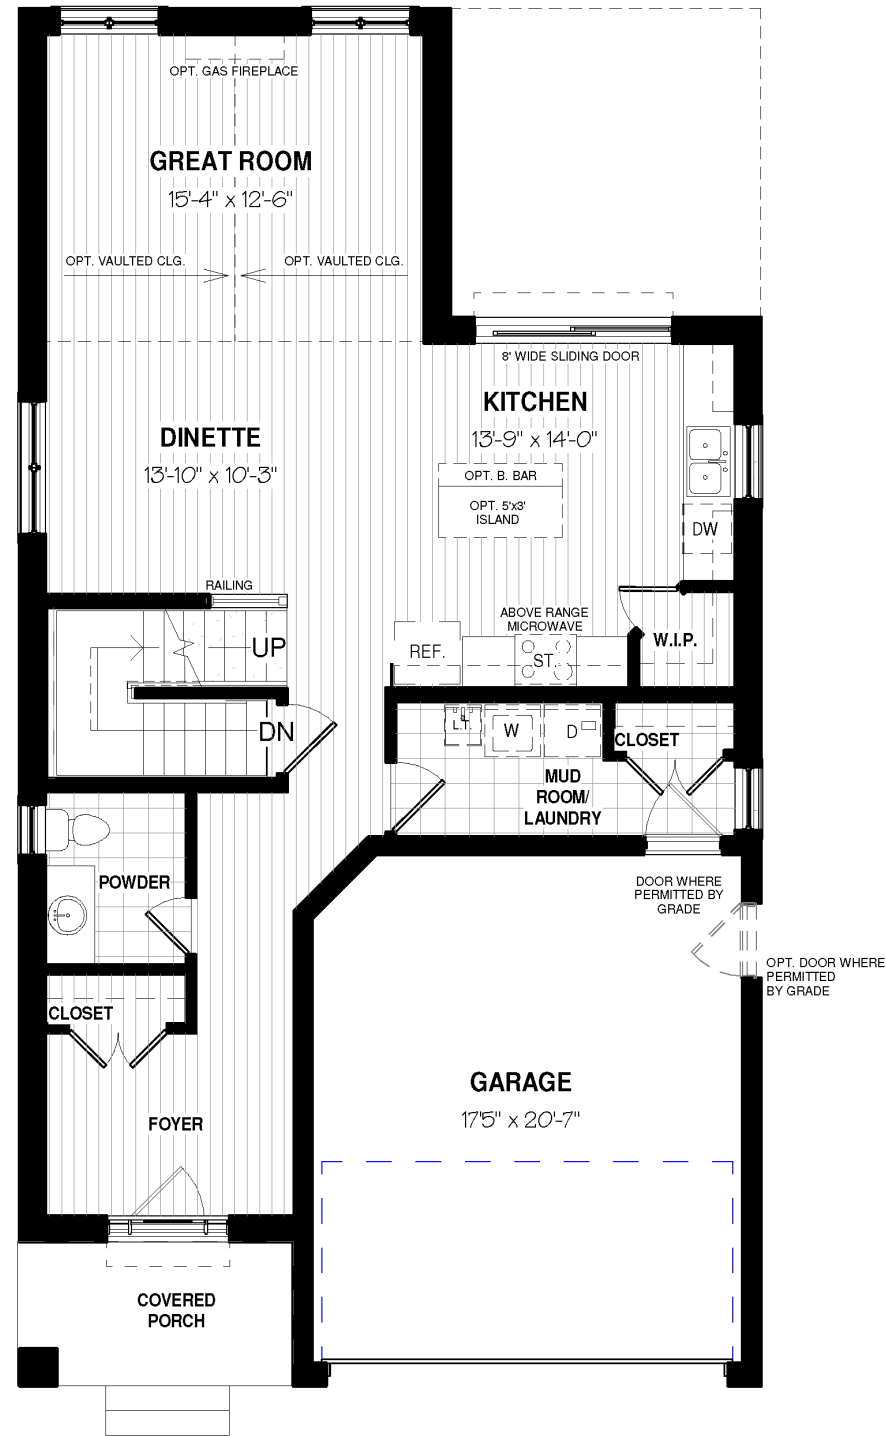 OPT. GAS FIREPLACE
GREAT ROOM
15'-4" x 12'-6"
OPT. VAULTED CLG.
OPT. VAULTED CLG.
8' WIDE SLIDING DOOR
KITCHEN
13'-9" x 14'-0"
DINETTE
13'-10" x 10'-3"
OPT. B. BAR
OPT. 5'x3'
ISLAND
DW
RAILING
ABOVE RANGE
MICROWAVE
UP
REF.
ST.
W.I.P.
DN
L.T.
W
D
CLOSET
MUD
ROOM/
LAUNDRY
POWDER
DOOR WHERE
PERMITTED BY
GRADE
OPT. DOOR WHERE
PERMITTED
BY GRADE
CLOSET
GARAGE
17'5" x 20'-7"
FOYER
COVERED
PORCH